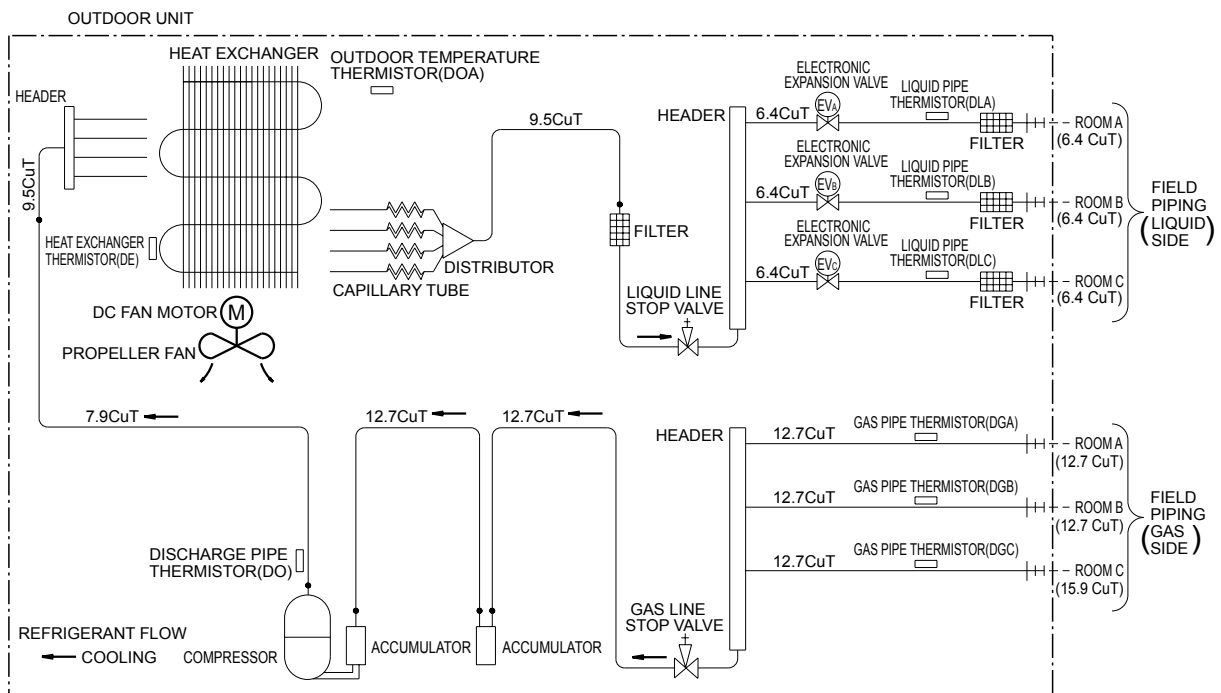 OUTDOOR UNIT
HEAT EXCHANGER
OUTDOOR TEMPERATURE
THERMISTOR(DOA)
HEADER
9.5CuT
HEAT EXCHANGER
THERMISTOR(DE)
CAPILLARY TUBE
DISTRIBUTOR
9.5CuT
FILTER
LIQUID LINE
STOP VALVE
HEADER
6.4CuT
ELECTRONIC
EXPANSION VALVE
EVA
LIQUID PIPE
THERMISTOR(DLA)
FILTER
ROOM A
(6.4 CuT)
6.4CuT
ELECTRONIC
EXPANSION VALVE
EVB
LIQUID PIPE
THERMISTOR(DLB)
FILTER
ROOM B
(6.4 CuT)
6.4CuT
ELECTRONIC
EXPANSION VALVE
EVC
LIQUID PIPE
THERMISTOR(DLC)
FILTER
ROOM C
(6.4 CuT)
FIELD
PIPING
(LIQUID)
SIDE
DC FAN MOTOR
M
PROPELLER FAN
7.9CuT
12.7CuT
12.7CuT
HEADER
12.7CuT
GAS PIPE THERMISTOR(DGA)
ROOM A
(12.7 CuT)
12.7CuT
GAS PIPE THERMISTOR(DGB)
ROOM B
(12.7 CuT)
12.7CuT
GAS PIPE THERMISTOR(DGC)
ROOM C
(15.9 CuT)
FIELD
PIPING
(GAS)
SIDE
DISCHARGE PIPE
THERMISTOR(DO)
GAS LINE
STOP VALVE
REFRIGERANT FLOW
COOLING
COMPRESSOR
ACCUMULATOR
ACCUMULATOR